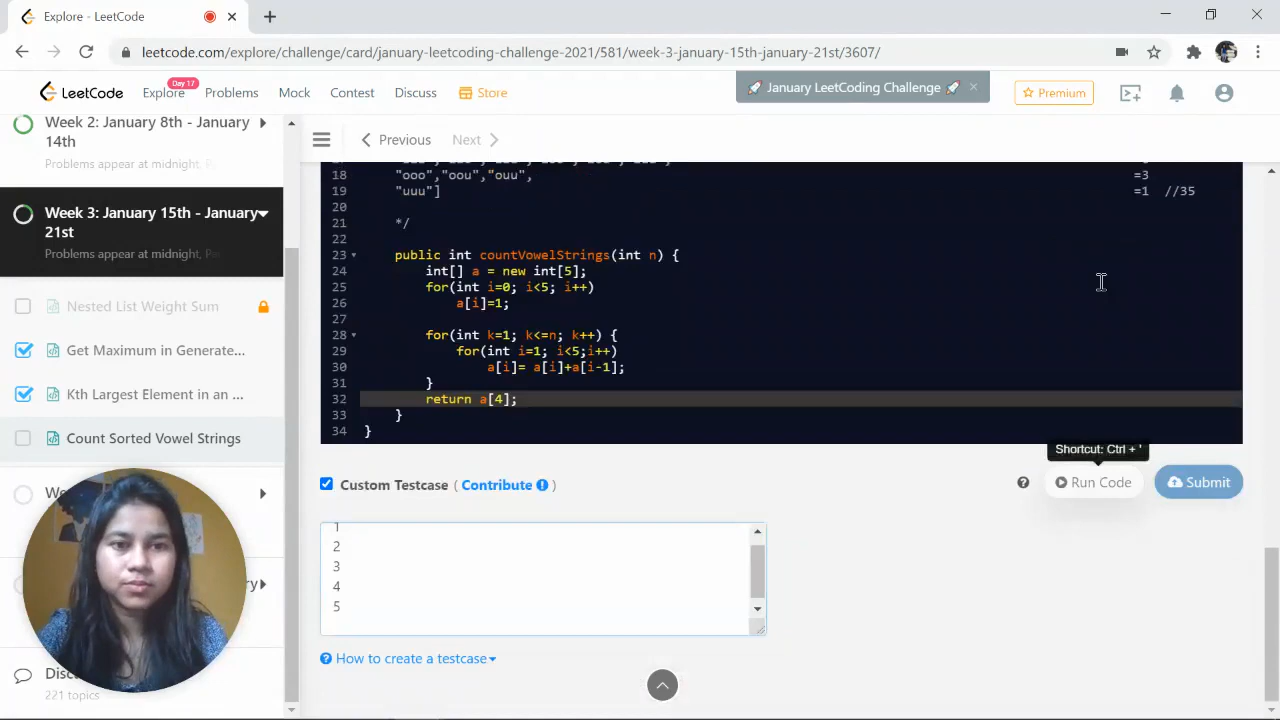 Explore - LeetCode
leetcode.com/explore/challenge/card/january-leetcoding-challenge-2021/581/week-3-january-15th-january-21st/3607/
LeetCode
Explore
Day 17
Problems
Mock
Contest
Discuss
Store
🚀 January LeetCoding Challenge 🚀
Premium
Week 2: January 8th - January
14th
Problems appear at midnight,
Previous
Next
Week 3: January 15th - January
21st
Problems appear at midnight,
Nested List Weight Sum
Get Maximum in Generate...
Kth Largest Element in an ...
Count Sorted Vowel Strings
221 topics
18 "ooo","oou","ouu", =3
19 "uuu"] =1 //35
20
21 */
22
23 public int countVowelStrings(int n) {
24 int[] a = new int[5];
25 for(int i=0; i<5; i++)
26 a[i]=1;
27
28 for(int k=1; k<=n; k++) {
29 for(int i=1; i<5;i++)
30 a[i]= a[i]+a[i-1];
31 }
32 return a[4];
33 }
34 }
Shortcut: Ctrl + '
Custom Testcase ( Contribute )
Run Code
Submit
1
2
3
4
5
How to create a testcase